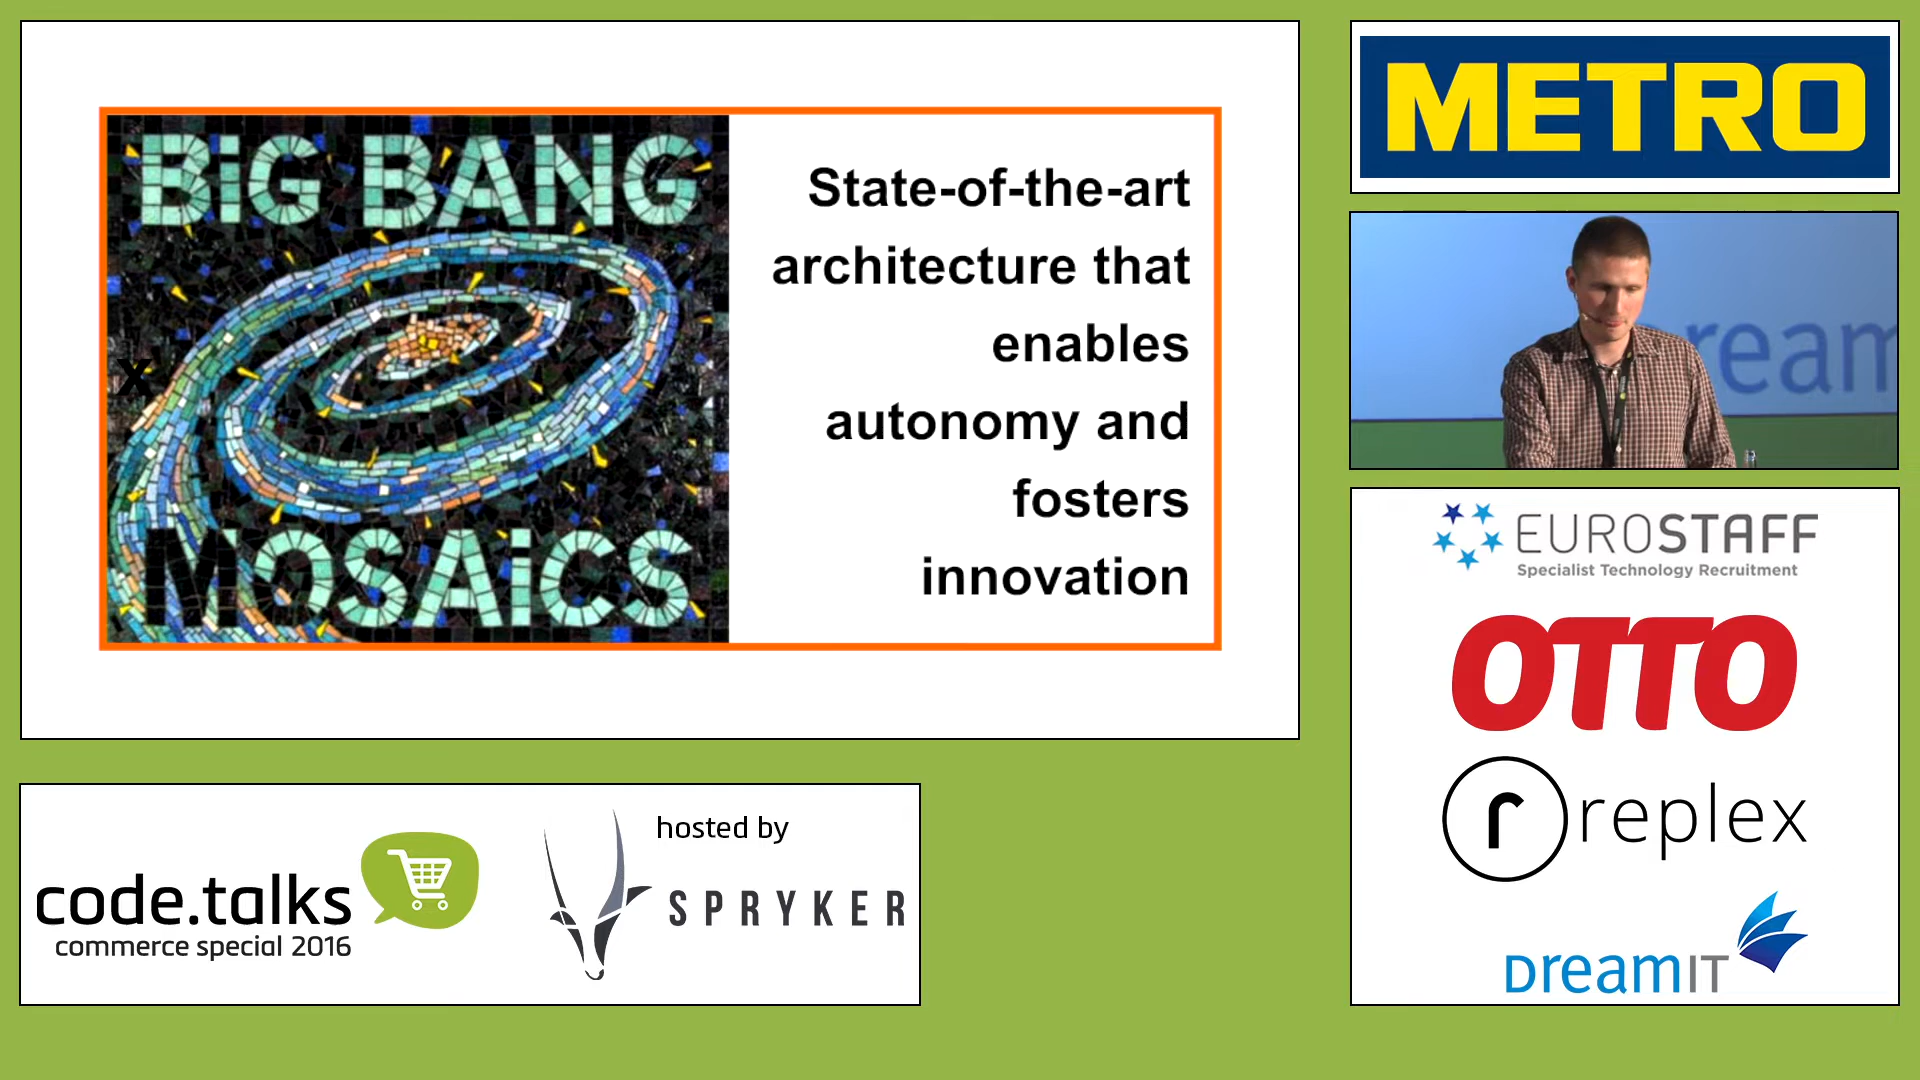 BiG BANG
MOSAiCS
x
State-of-the-art
architecture that
enables
autonomy and
fosters
innovation
METRO
ream
EUROSTAFF
Specialist Technology Recruitment
OTTO
r replex
DreamIT
code.talks
commerce special 2016
hosted by
SPRYKER